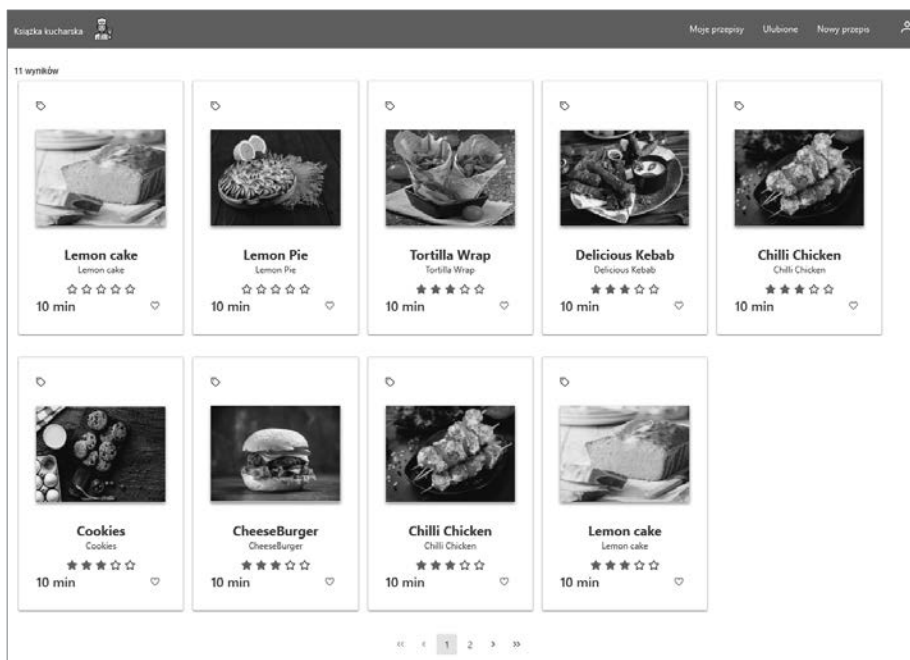 Książka kucharska
Moje przepisy Ulubione Nowy przepis
11 wyników
Lemon cake
Lemon cake
10 min
Lemon Pie
Lemon Pie
10 min
Tortilla Wrap
Tortilla Wrap
10 min
Delicious Kebab
Delicious Kebab
10 min
Chilli Chicken
Chilli Chicken
10 min
Cookies
Cookies
10 min
CheeseBurger
CheeseBurger
10 min
Chilli Chicken
Chilli Chicken
10 min
Lemon cake
Lemon cake
10 min
« ‹ 1 2 › »